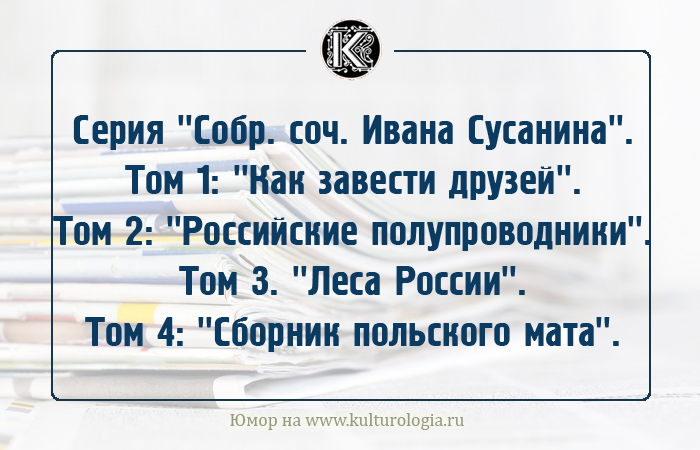 К
Серия "Собр. соч. Ивана Сусанина".
Том 1: "Как завести друзей".
Том 2: "Российские полупроводники".
Том 3. "Леса России".
Том 4: "Сборник польского мата".
Юмор на www.kulturologia.ru